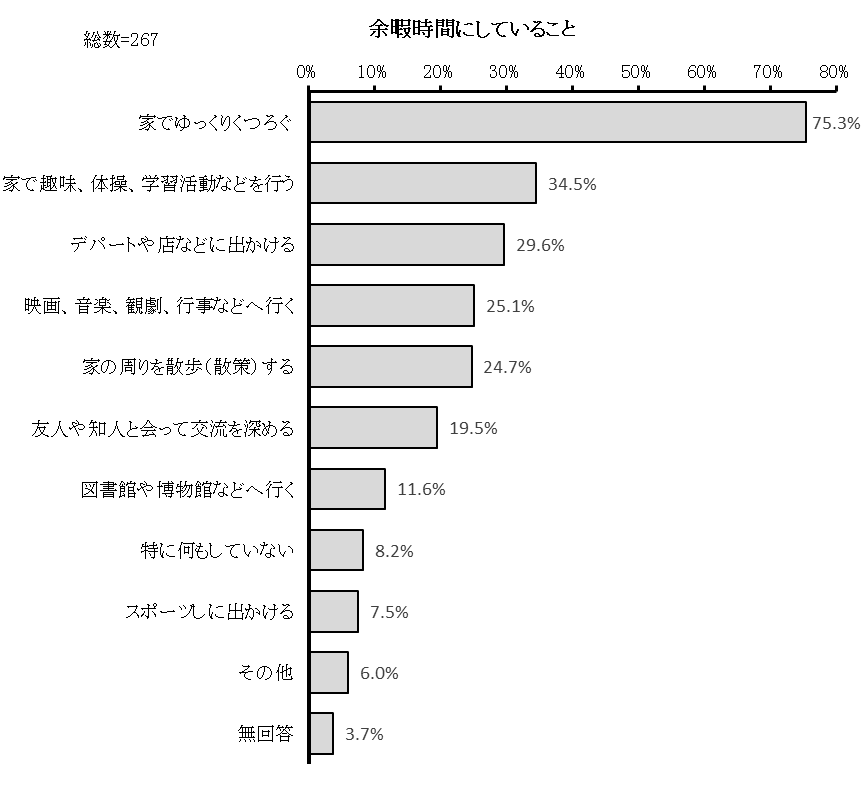 余暇時間にしていること
総数=267
0% 10% 20% 30% 40% 50% 60% 70% 80%
家でゆっくりくつろぐ 75.3%
家で趣味、体操、学習活動などを行う 34.5%
デパートや店などに出かける 29.6%
映画、音楽、観劇、行事などへ行く 25.1%
家の周りを散歩（散策）する 24.7%
友人や知人と会って交流を深める 19.5%
図書館や博物館などへ行く 11.6%
特に何もしていない 8.2%
スポーツしに出かける 7.5%
その他 6.0%
無回答 3.7%